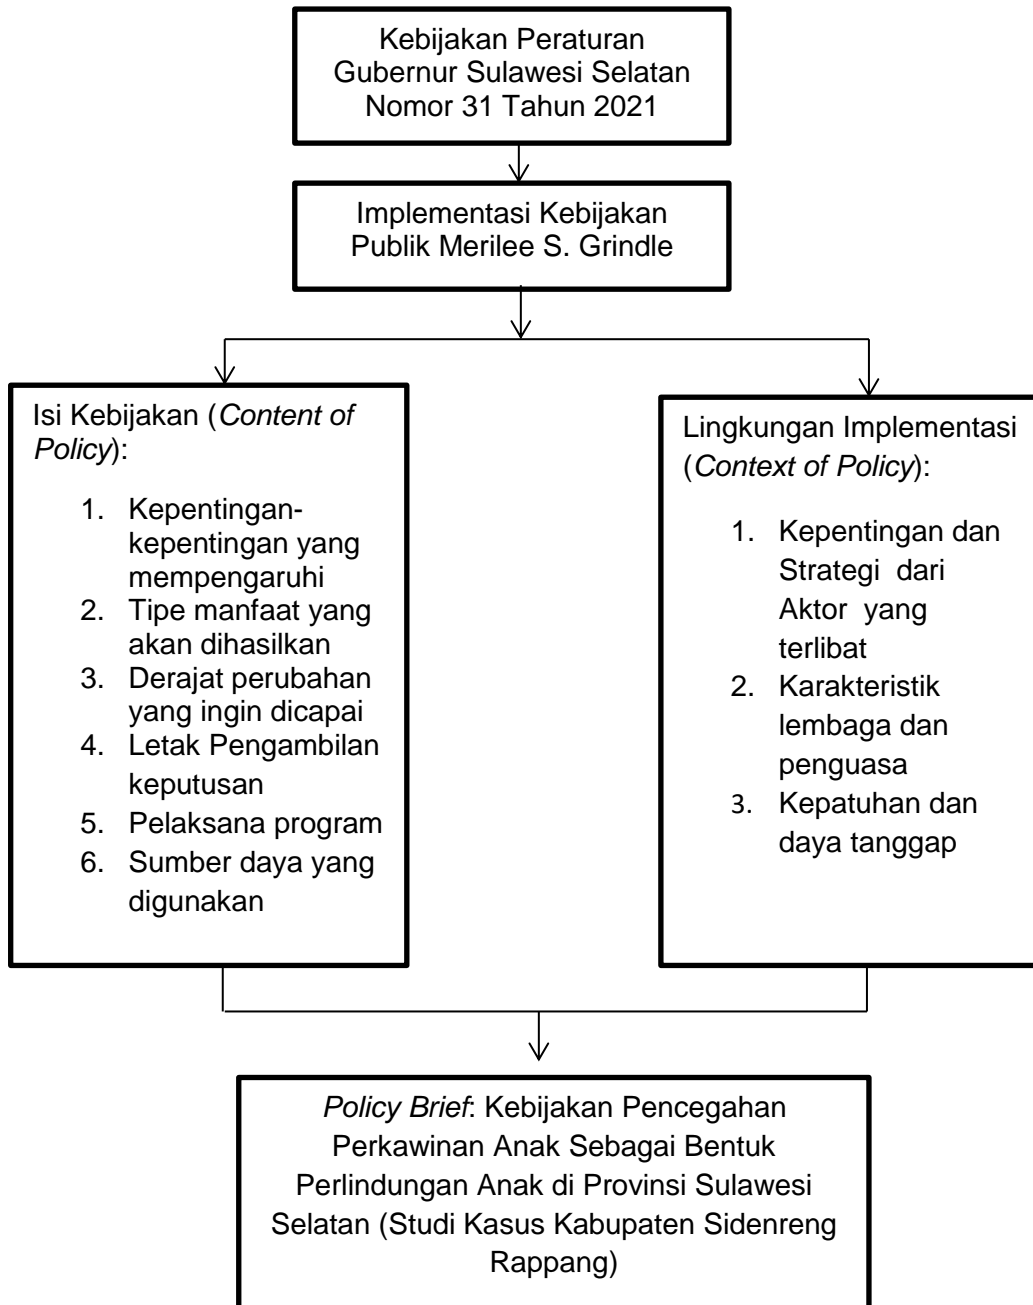 Kebijakan Peraturan
Gubernur Sulawesi Selatan
Nomor 31 Tahun 2021
Implementasi Kebijakan
Publik Merilee S. Grindle
Isi Kebijakan (Content of
Policy):
1. Kepentingan-
kepentingan yang
mempengaruhi
2. Tipe manfaat yang
akan dihasilkan
3. Derajat perubahan
yang ingin dicapai
4. Letak Pengambilan
keputusan
5. Pelaksana program
6. Sumber daya yang
digunakan
Lingkungan Implementasi
(Context of Policy):
1. Kepentingan dan
Strategi dari
Aktor yang
terlibat
2. Karakteristik
lembaga dan
penguasa
3. Kepatuhan dan
daya tanggap
Policy Brief: Kebijakan Pencegahan
Perkawinan Anak Sebagai Bentuk
Perlindungan Anak di Provinsi Sulawesi
Selatan (Studi Kasus Kabupaten Sidenreng
Rappang)